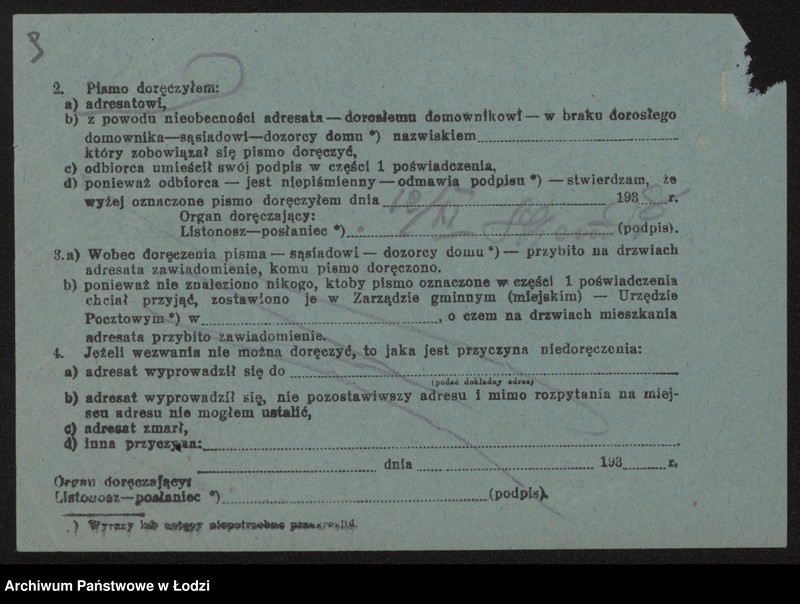 2. Pismo doręczyłem:
a) adresatowi,
b) z powodu nieobecności adresata — dorosłemu domownikowi — w braku dorosłego
domownika—sąsiadowi—dozorcy domu *) nazwiskiem
który zobowiązał się pismo doręczyć,
c) odbiorca umieścił swój podpis w części 1 poświadczenia,
d) ponieważ odbiorca — jest niepiśmienny — odmawia podpisu *) — stwierdzam, że
wyżej oznaczone pismo doręczyłem dnia 193 r.
Organ doręczający:
Listonosz—posłaniec *) (podpis).
3.a) Wobec doręczenia pisma — sąsiadowi — dozorcy domu *) — przybito na drzwiach
adresata zawiadomienie, komu pismo doręczono.
b) ponieważ nie znaleziono nikogo, ktoby pismo oznaczone w części 1 poświadczenia
chciał przyjąć, zostawiono je w Zarządzie gminnym (miejskim) — Urzędzie
Pocztowym *) w , o czem na drzwiach mieszkania
adresata przybito zawiadomienie.
4. Jeżeli wezwania nie można doręczyć, to jaka jest przyczyna niedoręczenia:
a) adresat wyprowadził się do
(podać dokładny adres)
b) adresat wyprowadził się, nie pozostawiwszy adresu i mimo rozpytania na miej-
scu adresu nie mogłem ustalić,
c) adresat zmarł,
d) inna przyczyna:
dnia 193 r.
Organ doręczający:
Listonosz—posłaniec *) (podpis).
*) Wyrazy lub ustępy niepotrzebne przekreślić.
Archiwum Państwowe w Łodzi